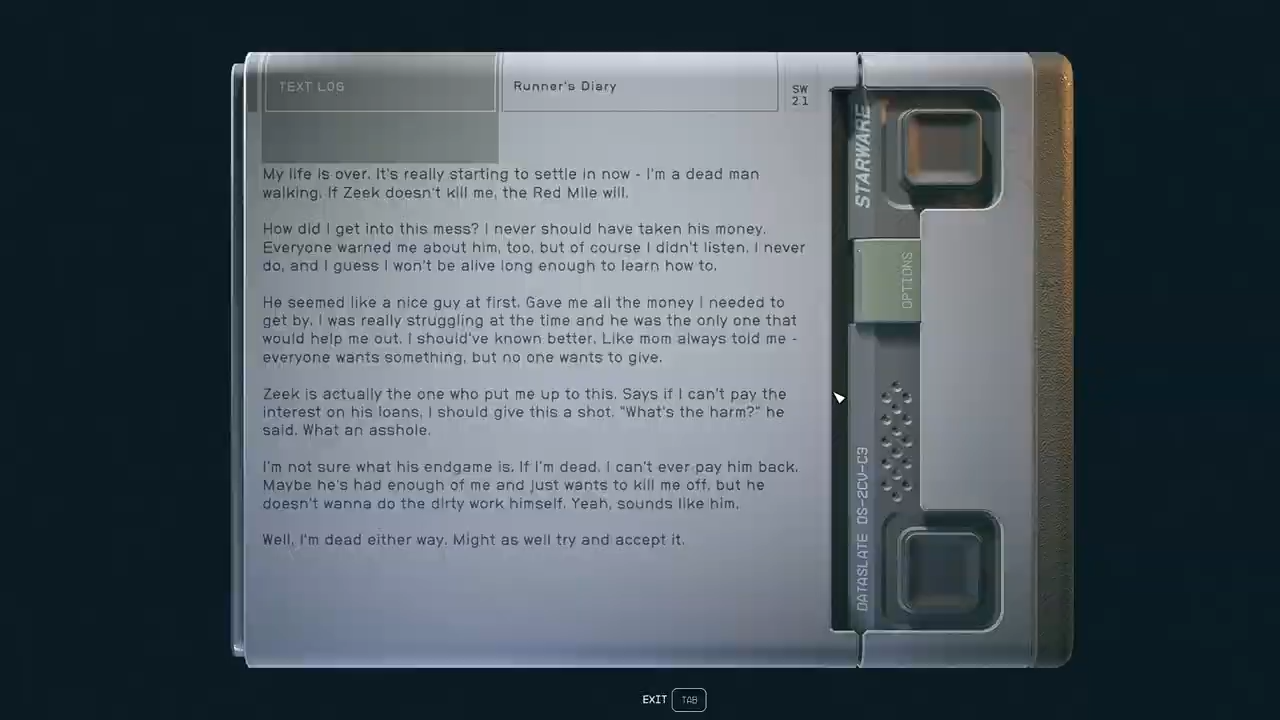 TEXT LOG
Runner's Diary
SW
2.1
My life is over. It's really starting to settle in now - I'm a dead man
walking. If Zeek doesn't kill me, the Red Mile will.
How did I get into this mess? I never should have taken his money.
Everyone warned me about him, too, but of course I didn't listen. I never
do, and I guess I won't be alive long enough to learn how to.
He seemed like a nice guy at first. Gave me all the money I needed to
get by. I was really struggling at the time and he was the only one that
would help me out. I should've known better. Like mom always told me -
everyone wants something, but no one wants to give.
Zeek is actually the one who put me up to this. Says if I can't pay the
interest on his loans, I should give this a shot. "What's the harm?" he
said. What an asshole.
I'm not sure what his endgame is. If I'm dead, I can't ever pay him back.
Maybe he's had enough of me and just wants to kill me off, but he
doesn't wanna do the dirty work himself. Yeah, sounds like him.
Well, I'm dead either way. Might as well try and accept it.
STARWARE
OPTIONS
DATASLATE DS-2CV-C9
EXIT TAB